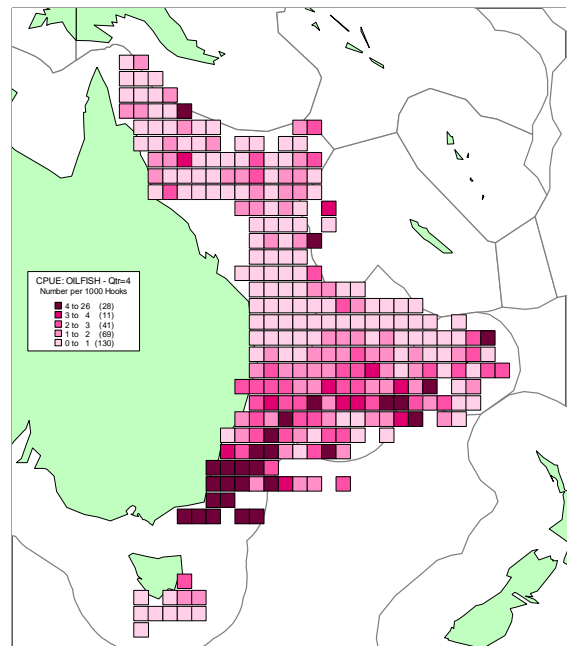 CPUE: OILFISH - Qtr=4
Number per 1000 Hooks
4 to 26 (28)
3 to 4 (11)
2 to 3 (41)
1 to 2 (69)
0 to 1 (130)